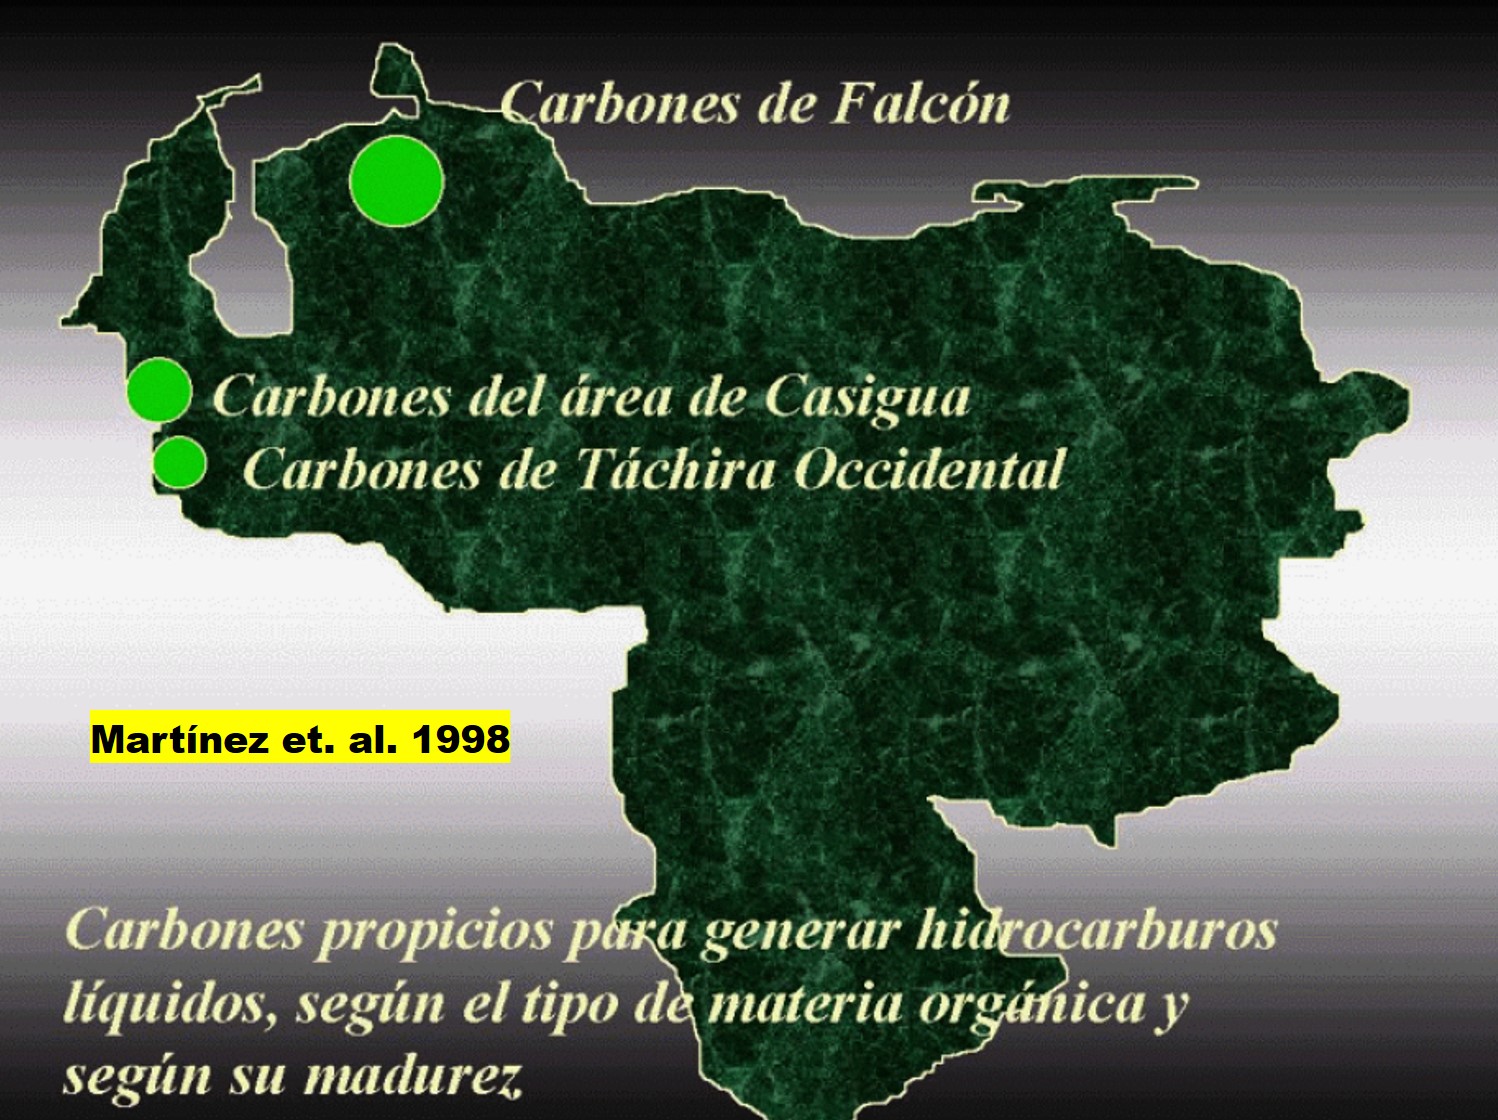 Carbones de Falcón
Carbones del área de Casigua
Carbones de Táchira Occidental
Martínez et. al. 1998
Carbones propicios para generar hidrocarburos
líquidos, según el tipo de materia orgánica y
según su madurez